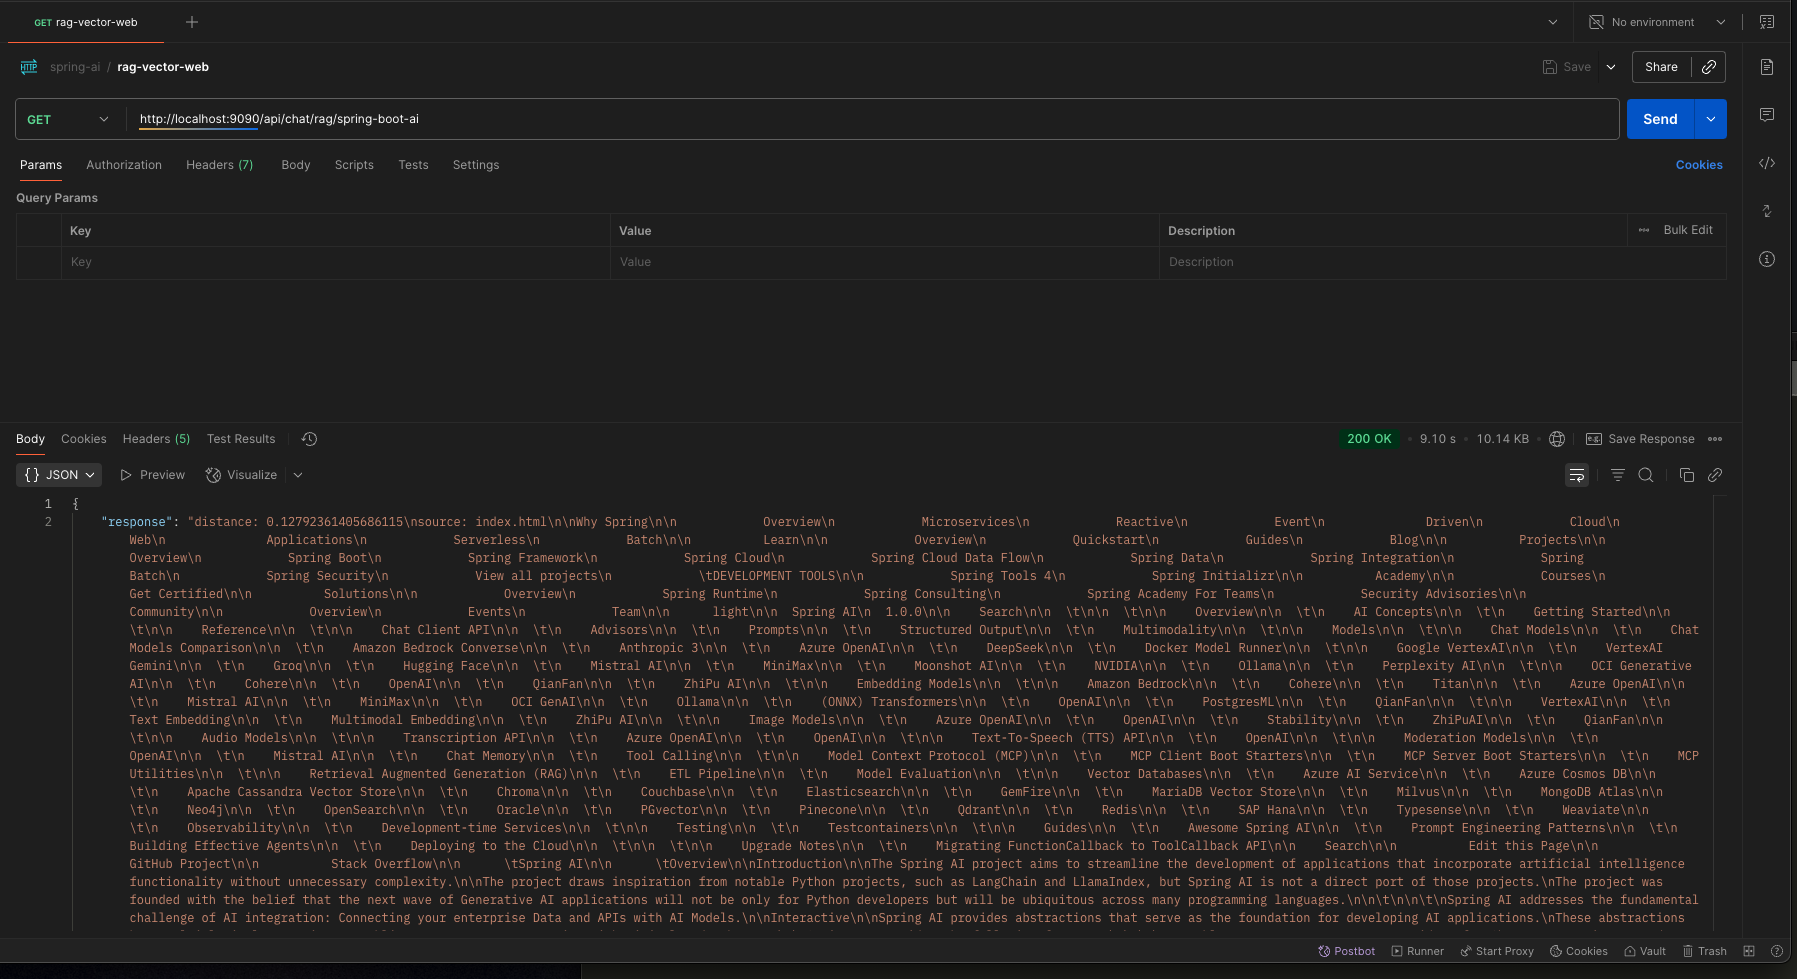 GET rag-vector-web
No environment
HTTP spring-ai / rag-vector-web
Save Share
GET http://localhost:9090/api/chat/rag/spring-boot-ai Send
Params Authorization Headers (7) Body Scripts Tests Settings Cookies
Query Params
Key Value Description Bulk Edit
Key Value Description
Body Cookies Headers (5) Test Results 200 OK 9.10 s 10.14 KB Save Response
{} JSON Preview Visualize
1 {
2 "response": "distance: 0.12792361405686115\nsource: index.html\n\nWhy Spring\n\n Overview\n Microservices\n Reactive\n Event\n Driven\n Cloud\n
Web\n Applications\n Serverless\n Batch\n\n Learn\n\n Overview\n Quickstart\n Guides\n Blog\n\n Projects\n\n
Overview\n Spring Boot\n Spring Framework\n Spring Cloud\n Spring Cloud Data Flow\n Spring Data\n Spring Integration\n Spring
Batch\n Spring Security\n View all projects\n \tDEVELOPMENT TOOLS\n\n Spring Tools 4\n Spring Initializr\n\n Academy\n\n Courses\n
Get Certified\n\n Solutions\n\n Overview\n Spring Runtime\n Spring Consulting\n Spring Academy For Teams\n Security Advisories\n\n
Community\n\n Overview\n Events\n Team\n\n light\n\n Spring AI\n 1.0.0\n\n Search\n\n \t\n\n \t\n\n Overview\n\n \t\n AI Concepts\n\n \t\n Getting Started\n\n
\t\n\n Reference\n\n \t\n\n Chat Client API\n\n \t\n Advisors\n\n \t\n Prompts\n\n \t\n Structured Output\n\n \t\n Multimodality\n\n \t\n\n Models\n\n \t\n\n Chat Models\n\n \t\n Chat
Models Comparison\n\n \t\n Amazon Bedrock Converse\n\n \t\n Anthropic 3\n\n \t\n Azure OpenAI\n\n \t\n DeepSeek\n\n \t\n Docker Model Runner\n\n \t\n\n Google VertexAI\n\n \t\n VertexAI
Gemini\n\n \t\n Groq\n\n \t\n Hugging Face\n\n \t\n Mistral AI\n\n \t\n MiniMax\n\n \t\n Moonshot AI\n\n \t\n NVIDIA\n\n \t\n Ollama\n\n \t\n Perplexity AI\n\n \t\n\n OCI Generative
AI\n\n \t\n Cohere\n\n \t\n OpenAI\n\n \t\n QianFan\n\n \t\n ZhiPu AI\n\n \t\n\n Embedding Models\n\n \t\n\n Amazon Bedrock\n\n \t\n Cohere\n\n \t\n Titan\n\n \t\n Azure OpenAI\n\n
\t\n Mistral AI\n\n \t\n MiniMax\n\n \t\n OCI GenAI\n\n \t\n Ollama\n\n \t\n (ONNX) Transformers\n\n \t\n OpenAI\n\n \t\n PostgresML\n\n \t\n QianFan\n\n \t\n\n VertexAI\n\n \t\n
Text Embedding\n\n \t\n Multimodal Embedding\n\n \t\n ZhiPu AI\n\n \t\n\n Image Models\n\n \t\n Azure OpenAI\n\n \t\n OpenAI\n\n \t\n Stability\n\n \t\n ZhiPuAI\n\n \t\n QianFan\n\n
\t\n\n Audio Models\n\n \t\n Transcription API\n\n \t\n Azure OpenAI\n\n \t\n OpenAI\n\n \t\n\n Text-To-Speech (TTS) API\n\n \t\n OpenAI\n\n \t\n\n Moderation Models\n\n \t\n
OpenAI\n\n \t\n Mistral AI\n\n \t\n Chat Memory\n\n \t\n Tool Calling\n\n \t\n\n Model Context Protocol (MCP)\n\n \t\n MCP Client Boot Starters\n\n \t\n MCP Server Boot Starters\n\n \t\n MCP
Utilities\n\n \t\n\n Retrieval Augmented Generation (RAG)\n\n \t\n ETL Pipeline\n\n \t\n Model Evaluation\n\n \t\n\n Vector Databases\n\n \t\n Azure AI Service\n\n \t\n Azure Cosmos DB\n\n
\t\n Apache Cassandra Vector Store\n\n \t\n Chroma\n\n \t\n Couchbase\n\n \t\n Elasticsearch\n\n \t\n GemFire\n\n \t\n MariaDB Vector Store\n\n \t\n Milvus\n\n \t\n MongoDB Atlas\n\n
\t\n Neo4j\n\n \t\n OpenSearch\n\n \t\n Oracle\n\n \t\n PGvector\n\n \t\n Pinecone\n\n \t\n Qdrant\n\n \t\n Redis\n\n \t\n SAP Hana\n\n \t\n Typesense\n\n \t\n Weaviate\n\n
\t\n Observability\n\n \t\n Development-time Services\n\n \t\n\n Testing\n\n \t\n Testcontainers\n\n \t\n\n Guides\n\n \t\n Awesome Spring AI\n\n \t\n Prompt Engineering Patterns\n\n \t\n
Building Effective Agents\n\n \t\n Deploying to the Cloud\n\n \t\n\n \t\n\n Upgrade Notes\n\n \t\n Migrating FunctionCallback to ToolCallback API\n\n Search\n\n Edit this Page\n\n
GitHub Project\n\n Stack Overflow\n\n \tSpring AI\n\n \tOverview\n\nIntroduction\n\nThe Spring AI project aims to streamline the development of applications that incorporate artificial intelligence
functionality without unnecessary complexity.\n\nThe project draws inspiration from notable Python projects, such as LangChain and LlamaIndex, but Spring AI is not a direct port of those projects.\nThe project was
founded with the belief that the next wave of Generative AI applications will not be only for Python developers but will be ubiquitous across many programming languages.\n\n\t\n\t\n\tSpring AI addresses the fundamental
challenge of AI integration: Connecting your enterprise Data and APIs with AI Models.\n\nInteractive\n\nSpring AI provides abstractions that serve as the foundation for developing AI applications.\nThese abstractions
Postbot Runner Start Proxy Cookies Vault Trash